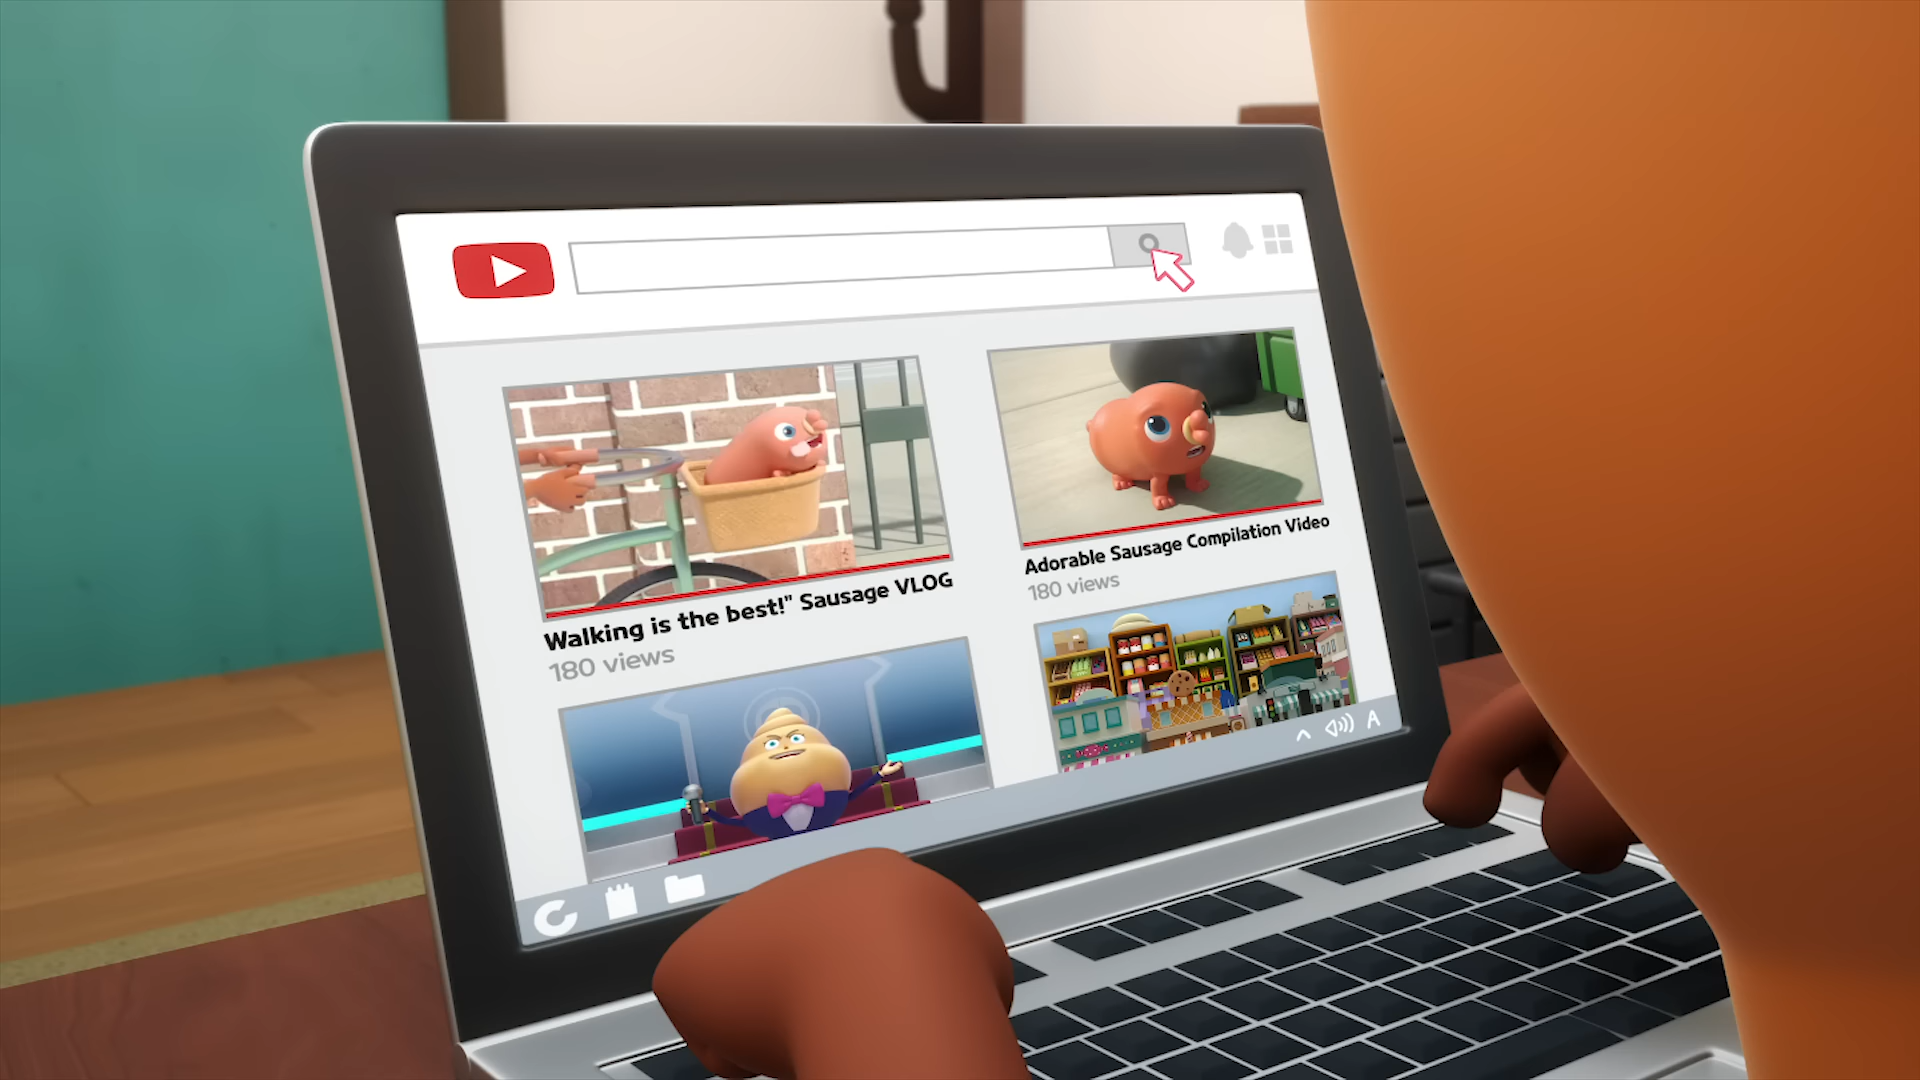 Walking is the best!" Sausage VLOG
180 views
Adorable Sausage Compilation Video
180 views
A